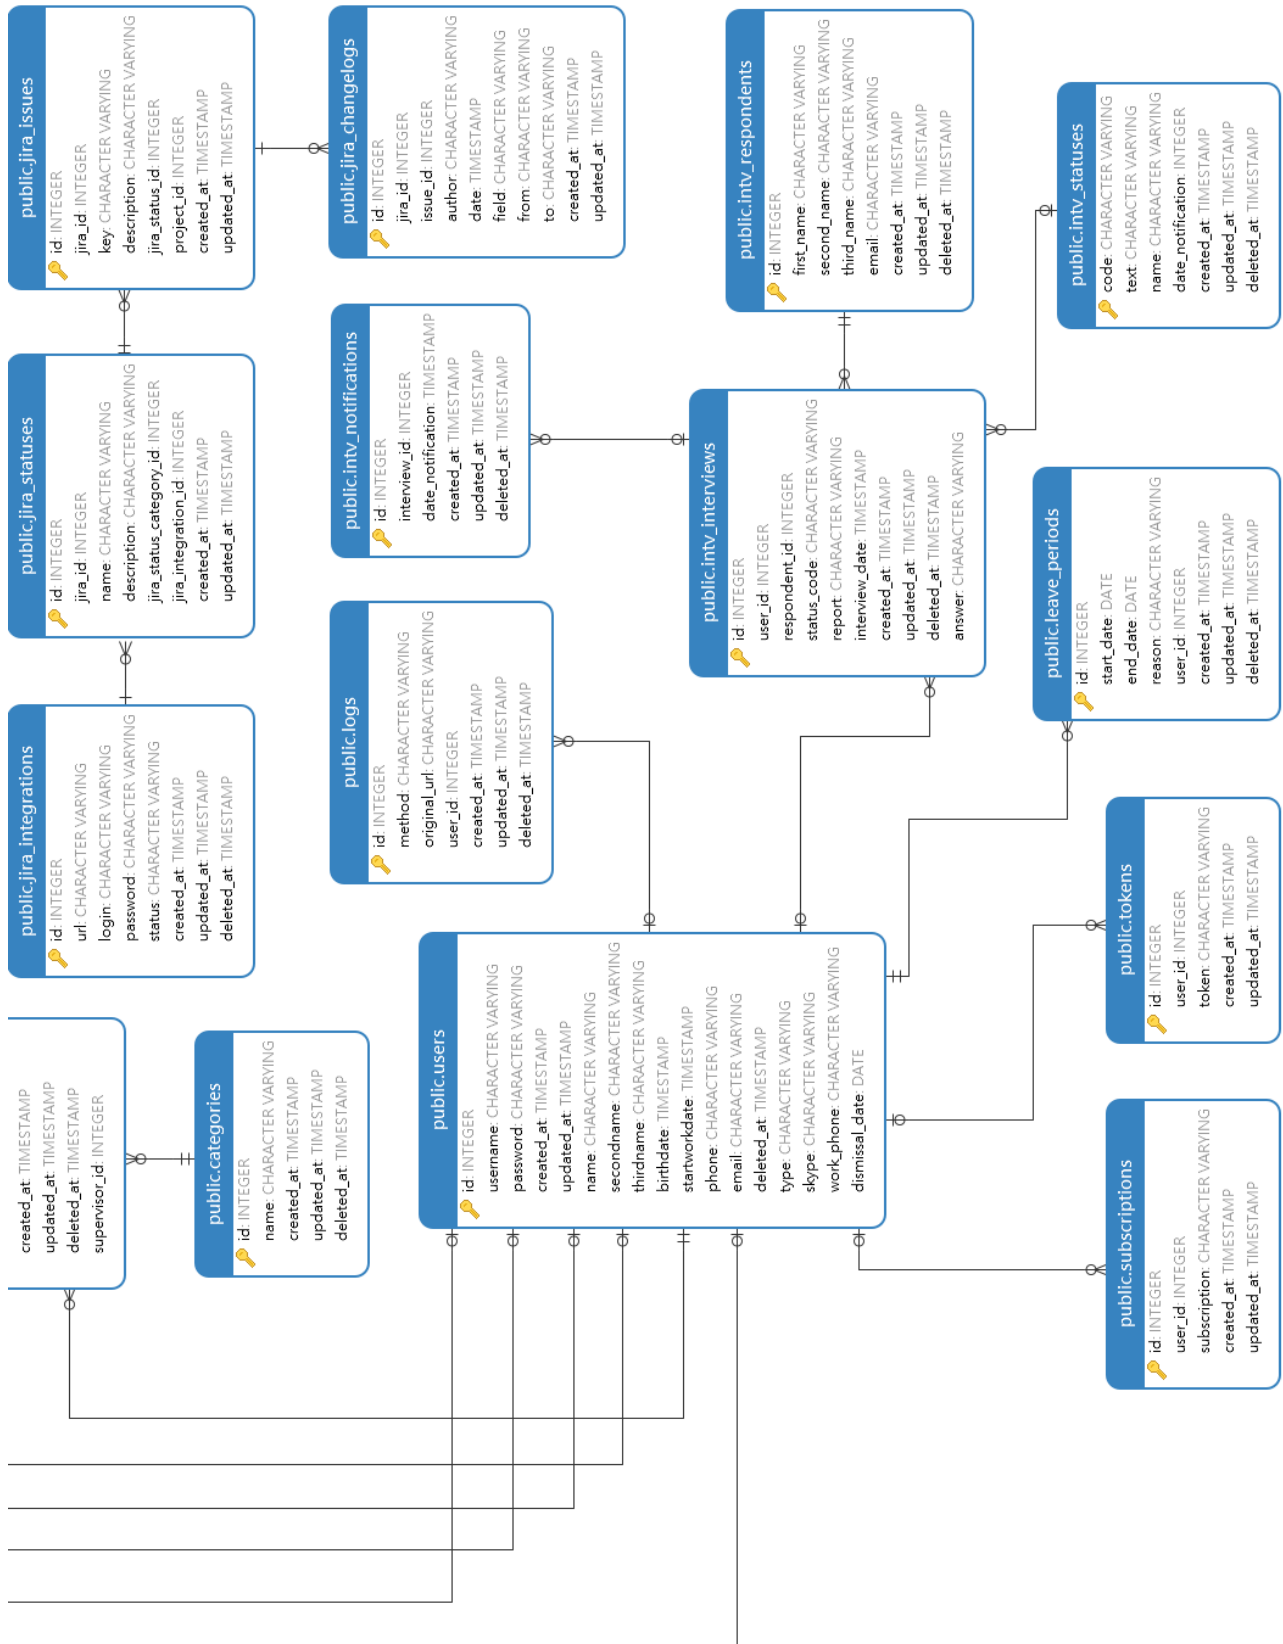 public.jira_issues
id: INTEGER
jira_id: INTEGER
key: CHARACTER VARYING
description: CHARACTER VARYING
jira_status_id: INTEGER
project_id: INTEGER
created_at: TIMESTAMP
updated_at: TIMESTAMP
public.jira_changelogs
id: INTEGER
jira_id: INTEGER
issue_id: INTEGER
author: CHARACTER VARYING
date: TIMESTAMP
field: CHARACTER VARYING
from: CHARACTER VARYING
to: CHARACTER VARYING
created_at: TIMESTAMP
updated_at: TIMESTAMP
public.intv_respondents
id: INTEGER
first_name: CHARACTER VARYING
second_name: CHARACTER VARYING
third_name: CHARACTER VARYING
email: CHARACTER VARYING
created_at: TIMESTAMP
updated_at: TIMESTAMP
deleted_at: TIMESTAMP
public.intv_statuses
code: CHARACTER VARYING
text: CHARACTER VARYING
name: CHARACTER VARYING
date_notification: INTEGER
created_at: TIMESTAMP
updated_at: TIMESTAMP
deleted_at: TIMESTAMP
public.jira_statuses
id: INTEGER
jira_id: INTEGER
name: CHARACTER VARYING
description: CHARACTER VARYING
jira_status_category_id: INTEGER
jira_integration_id: INTEGER
created_at: TIMESTAMP
updated_at: TIMESTAMP
public.intv_notifications
id: INTEGER
interview_id: INTEGER
date_notification: TIMESTAMP
created_at: TIMESTAMP
updated_at: TIMESTAMP
deleted_at: TIMESTAMP
public.intv_interviews
id: INTEGER
user_id: INTEGER
respondent_id: INTEGER
status_code: CHARACTER VARYING
report: CHARACTER VARYING
interview_date: TIMESTAMP
created_at: TIMESTAMP
updated_at: TIMESTAMP
deleted_at: TIMESTAMP
answer: CHARACTER VARYING
public.leave_periods
id: INTEGER
start_date: DATE
end_date: DATE
reason: CHARACTER VARYING
user_id: INTEGER
created_at: TIMESTAMP
updated_at: TIMESTAMP
deleted_at: TIMESTAMP
public.jira_integrations
id: INTEGER
url: CHARACTER VARYING
login: CHARACTER VARYING
password: CHARACTER VARYING
status: CHARACTER VARYING
created_at: TIMESTAMP
updated_at: TIMESTAMP
deleted_at: TIMESTAMP
public.logs
id: INTEGER
method: CHARACTER VARYING
original_url: CHARACTER VARYING
user_id: INTEGER
created_at: TIMESTAMP
updated_at: TIMESTAMP
deleted_at: TIMESTAMP
public.tokens
id: INTEGER
user_id: INTEGER
token: CHARACTER VARYING
created_at: TIMESTAMP
updated_at: TIMESTAMP
created_at: TIMESTAMP
updated_at: TIMESTAMP
deleted_at: TIMESTAMP
supervisor_id: INTEGER
public.categories
id: INTEGER
name: CHARACTER VARYING
created_at: TIMESTAMP
updated_at: TIMESTAMP
deleted_at: TIMESTAMP
public.users
id: INTEGER
username: CHARACTER VARYING
password: CHARACTER VARYING
created_at: TIMESTAMP
updated_at: TIMESTAMP
name: CHARACTER VARYING
secondname: CHARACTER VARYING
thirdname: CHARACTER VARYING
birthdate: TIMESTAMP
startworkdate: TIMESTAMP
phone: CHARACTER VARYING
email: CHARACTER VARYING
deleted_at: TIMESTAMP
type: CHARACTER VARYING
skype: CHARACTER VARYING
work_phone: CHARACTER VARYING
dismissal_date: DATE
public.subscriptions
id: INTEGER
user_id: INTEGER
subscription: CHARACTER VARYING
created_at: TIMESTAMP
updated_at: TIMESTAMP